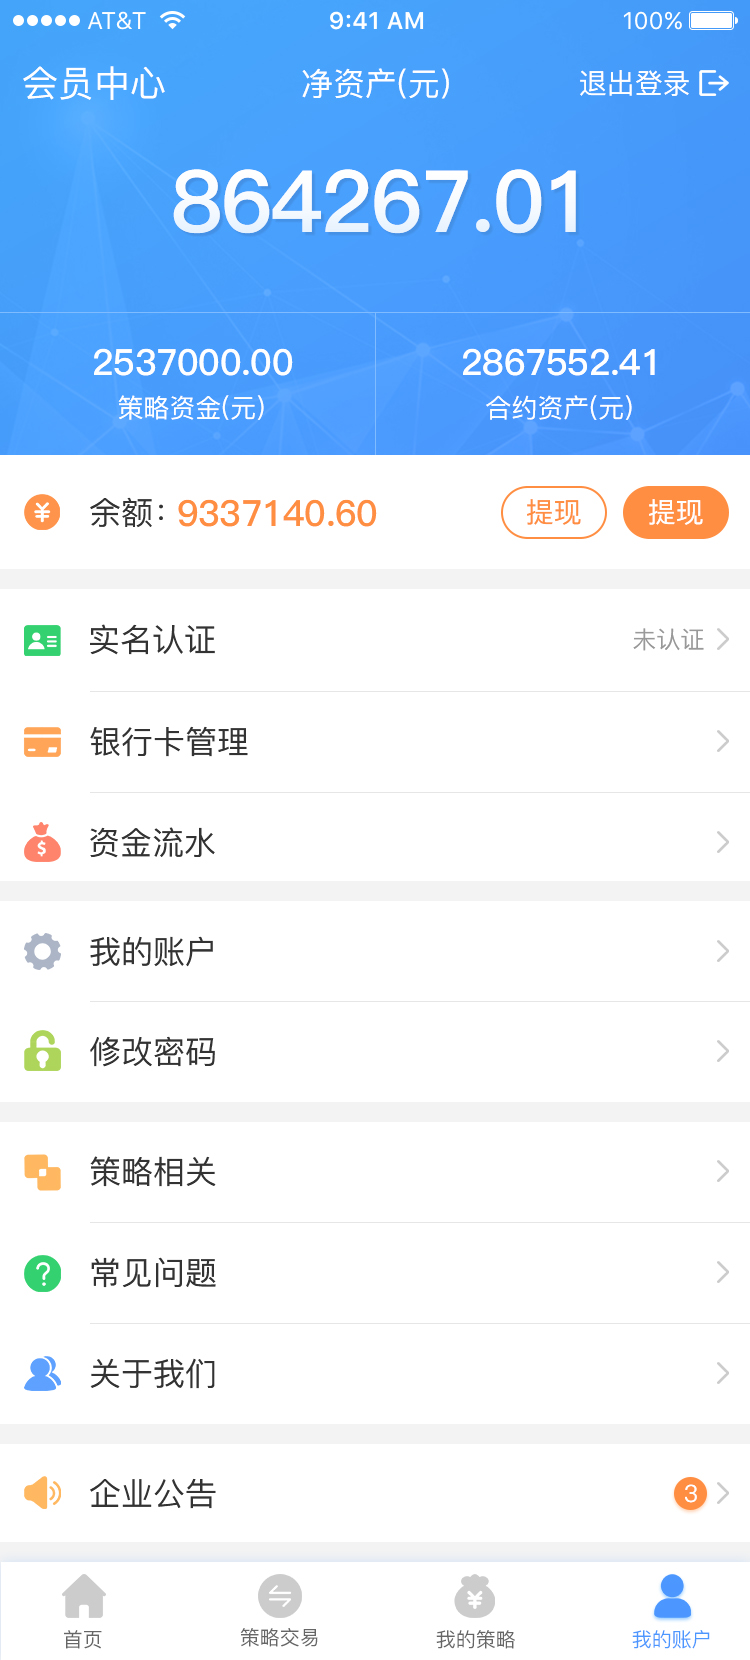 AT&T 9:41 AM 100%
会员中心 净资产(元) 退出登录
864267.01
2537000.00 2867552.41
策略资金(元) 合约资产(元)
余额: 9337140.60 提现 提现
实名认证 未认证
银行卡管理
资金流水
我的账户
修改密码
策略相关
常见问题
关于我们
企业公告 3
首页 策略交易 我的策略 我的账户